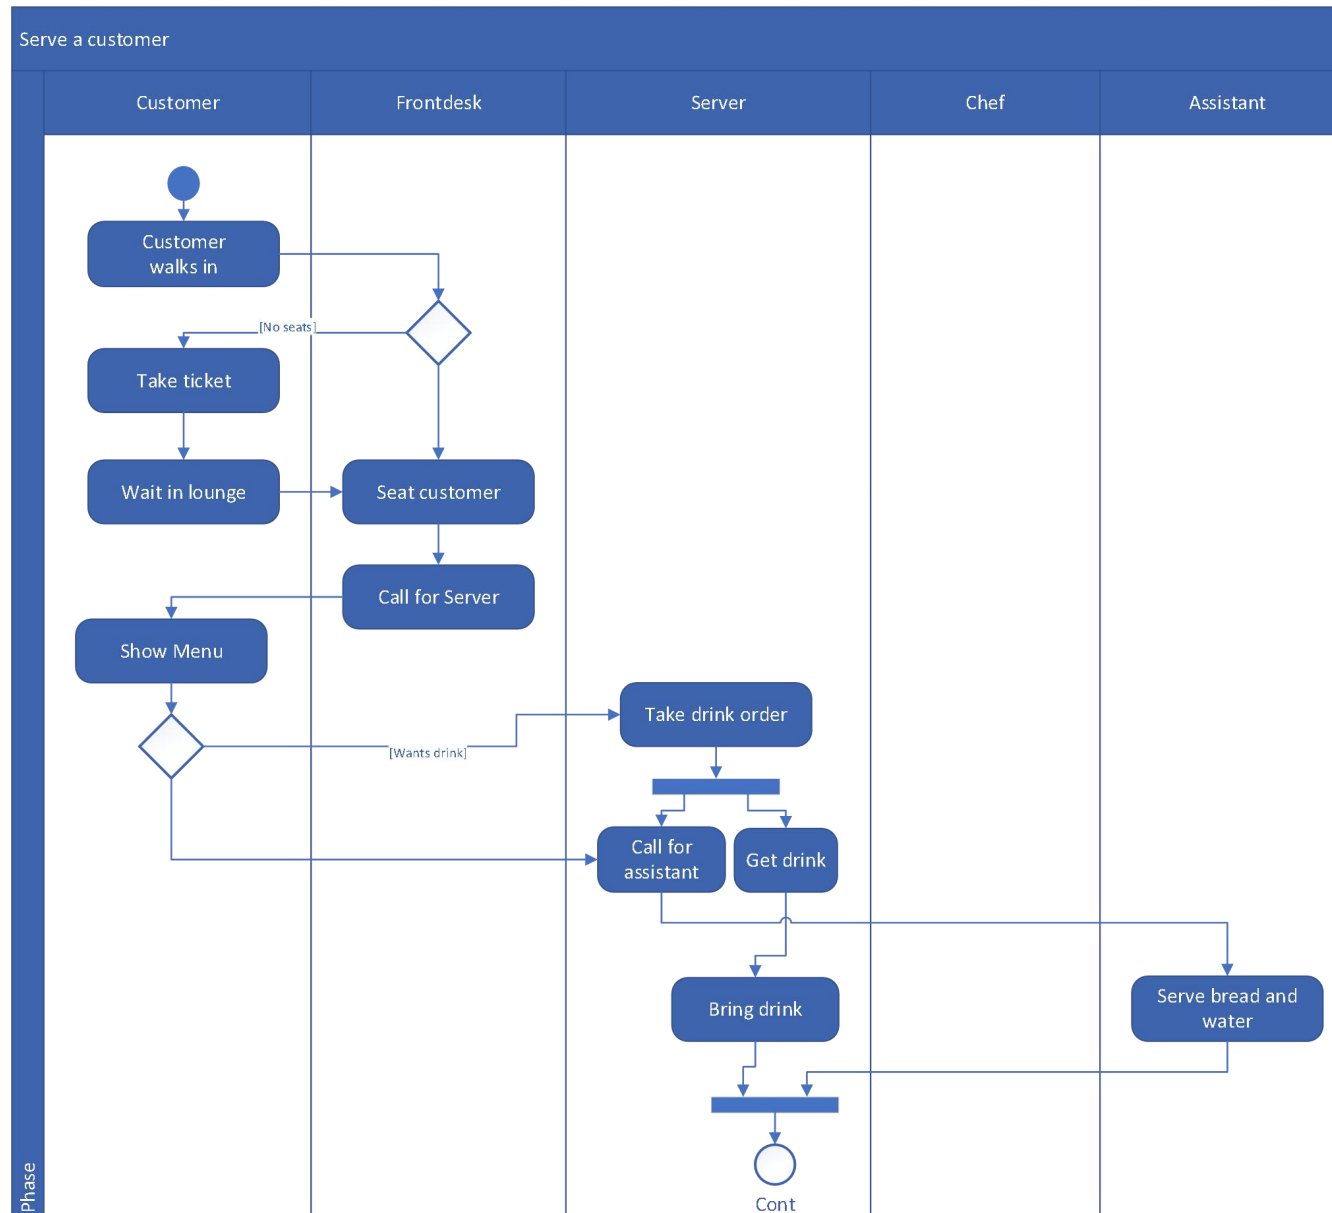 Serve a customer
Customer
Frontdesk
Server
Chef
Assistant
Customer
walks in
[No seats]
Take ticket
Wait in lounge
Seat customer
Call for Server
Show Menu
Take drink order
[Wants drink]
Call for
assistant
Get drink
Bring drink
Serve bread and
water
Phase
Cont